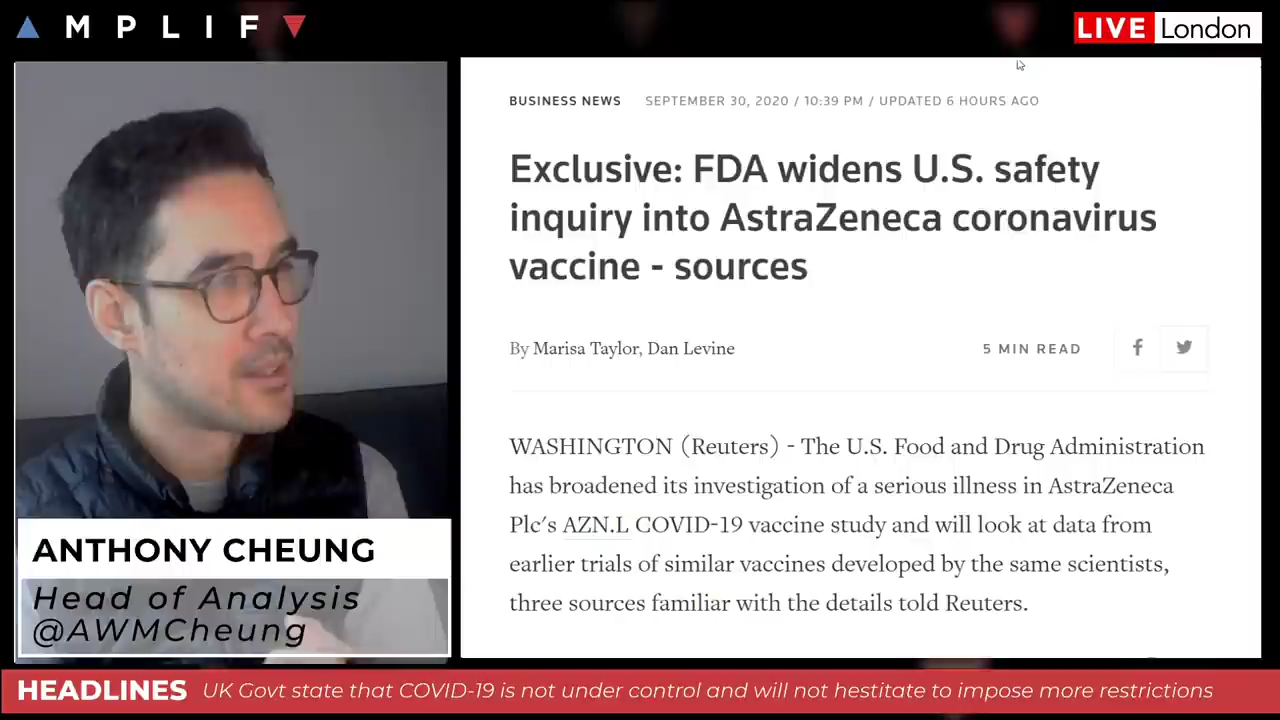 AMPLIFY
LIVE London
BUSINESS NEWS SEPTEMBER 30, 2020 / 10:39 PM / UPDATED 6 HOURS AGO
Exclusive: FDA widens U.S. safety
inquiry into AstraZeneca coronavirus
vaccine - sources
By Marisa Taylor, Dan Levine
5 MIN READ
WASHINGTON (Reuters) - The U.S. Food and Drug Administration
has broadened its investigation of a serious illness in AstraZeneca
Plc's AZN.L COVID-19 vaccine study and will look at data from
earlier trials of similar vaccines developed by the same scientists,
three sources familiar with the details told Reuters.
ANTHONY CHEUNG
Head of Analysis
@AWMCheung
HEADLINES UK Govt state that COVID-19 is not under control and will not hestitate to impose more restrictions